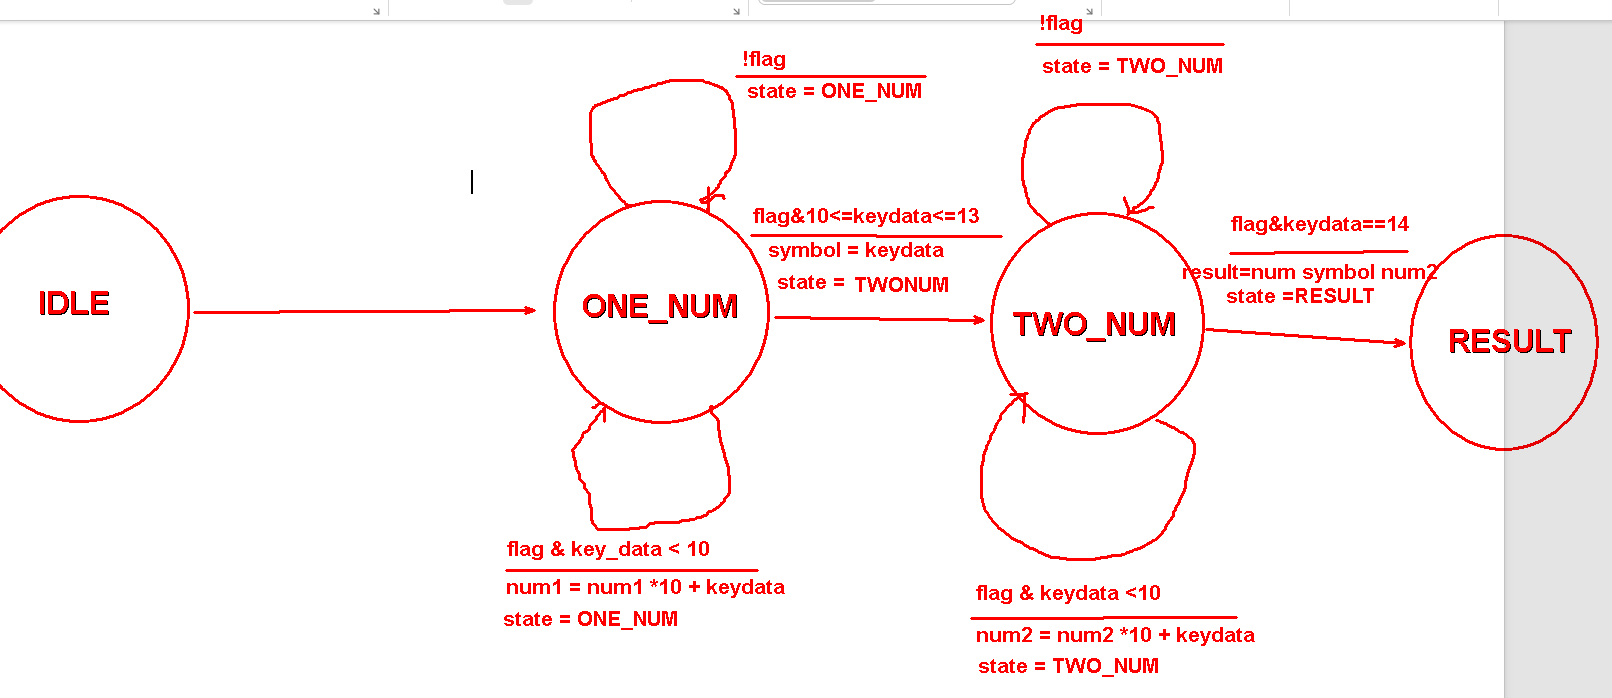 !flag
state = TWO_NUM
!flag
state = ONE_NUM
flag&10<=keydata<=13
symbol = keydata
state = TWONUM
flag&keydata==14
result=num symbol num2
state =RESULT
IDLE
ONE_NUM
TWO_NUM
RESULT
flag & key_data < 10
num1 = num1 *10 + keydata
state = ONE_NUM
flag & keydata <10
num2 = num2 *10 + keydata
state = TWO_NUM